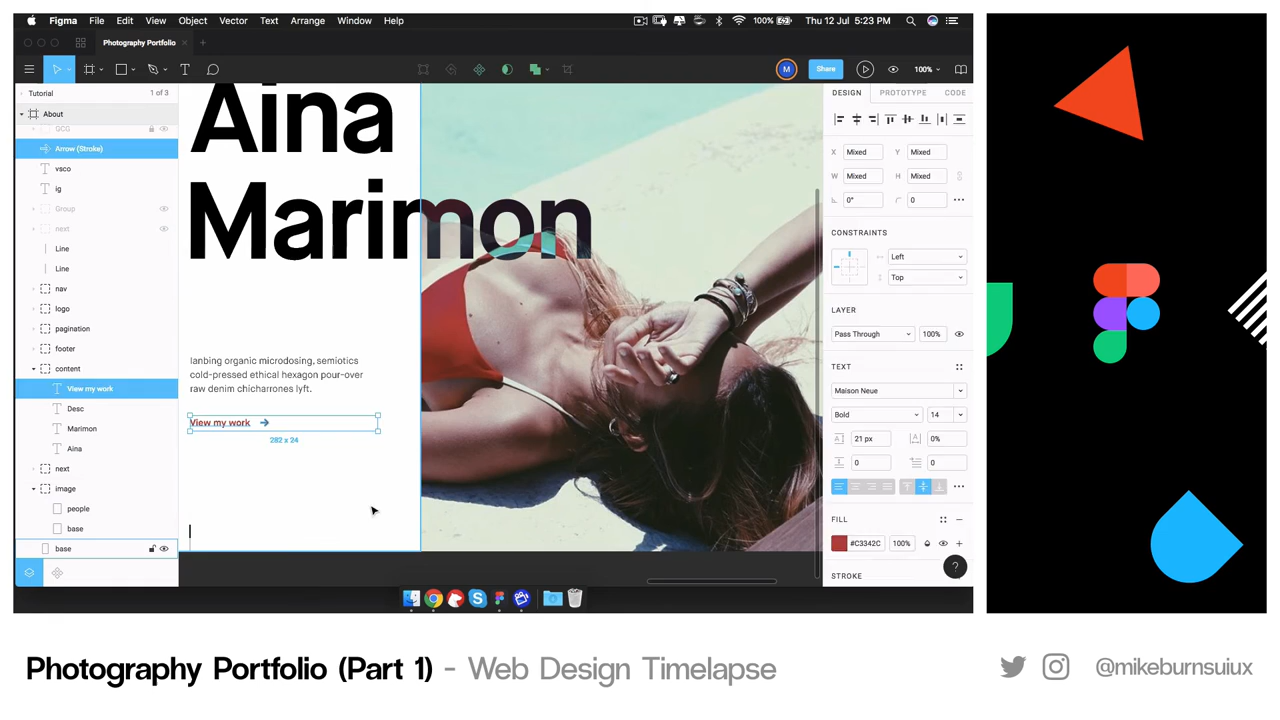 Figma File Edit View Object Vector Text Arrange Window Help 100% Thu 12 Jul 5:23 PM
Photography Portfolio
M Share 100%
Tutorial 1 of 3
DESIGN PROTOTYPE CODE
About
GCG
Arrow (Stroke)
vsco
ig
Group
next
Line
Line
nav
logo
pagination
footer
content
View my work
Desc
Marimon
Aina
next
image
people
base
base
Aina
Marimon
lanbing organic microdosing, semiotics
cold-pressed ethical hexagon pour-over
raw denim chicharrones lyft.
View my work
282 x 24
X Mixed Y Mixed
W Mixed H Mixed
0° 0
CONSTRAINTS
Left
Top
LAYER
Pass Through 100%
TEXT
Maison Neue
Bold 14
21 px 0%
0 0
FILL
#C3342C 100%
STROKE
?
Photography Portfolio (Part 1) - Web Design Timelapse @mikeburnsuiux